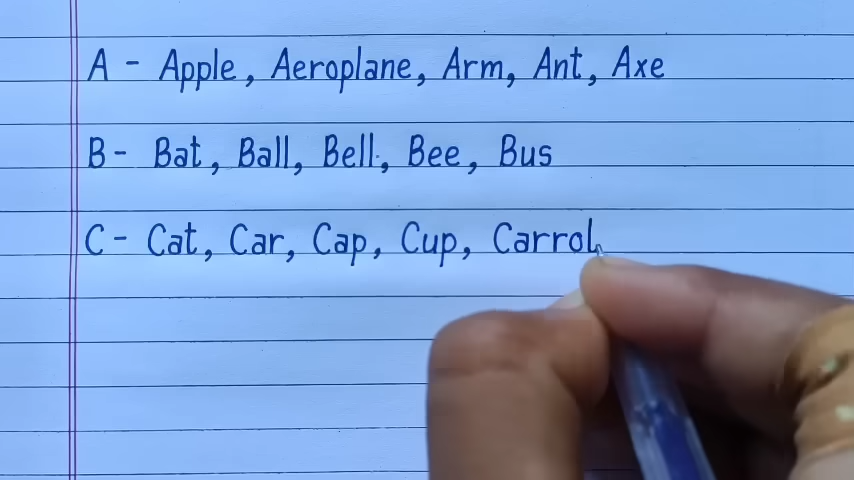 A - Apple, Aeroplane, Arm, Ant, Axe
B - Bat, Ball, Bell, Bee, Bus
C - Cat, Car, Cap, Cup, Carrol